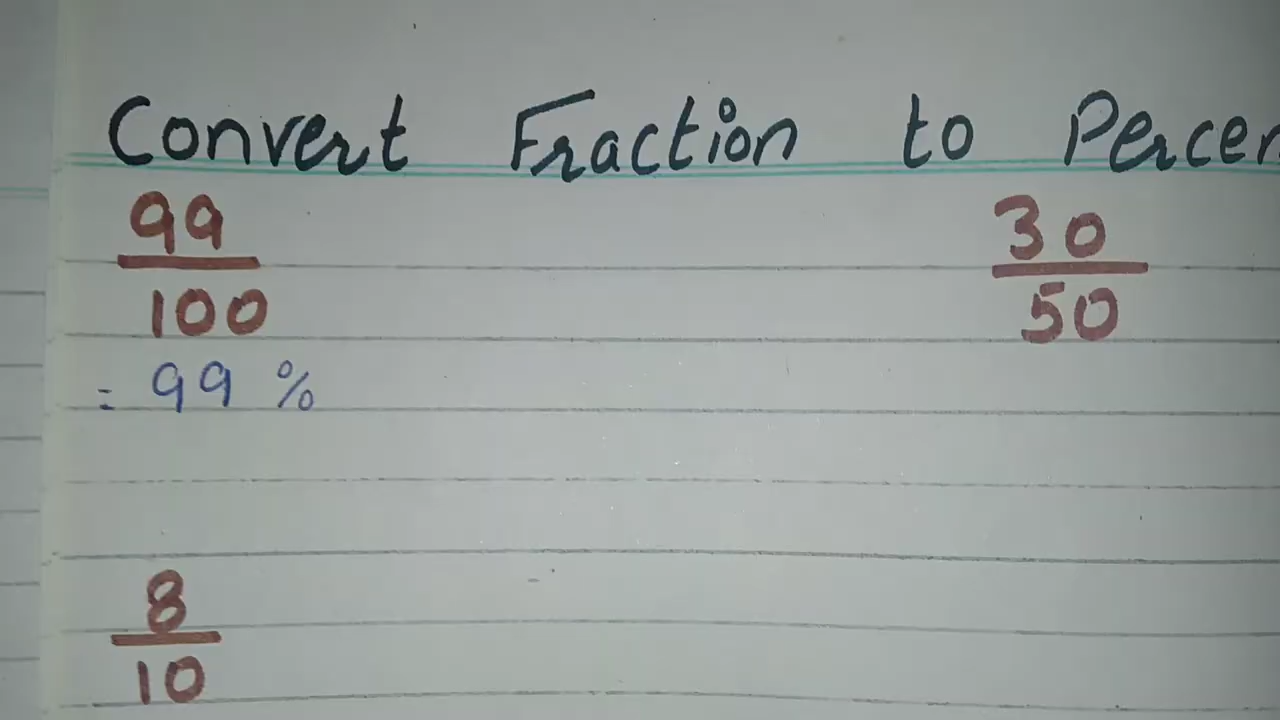 Convert Fraction to Percen
99/100
30/50
= 99 %
8/10